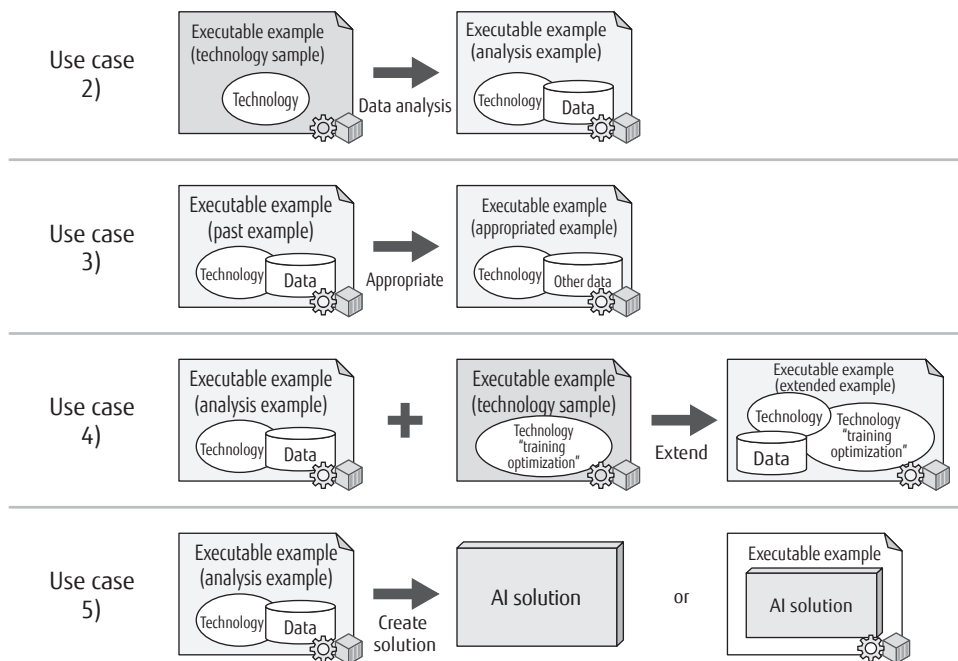 Use case
2)
Executable example
(technology sample)
Technology
Data analysis
Executable example
(analysis example)
Technology
Data
Use case
3)
Executable example
(past example)
Technology
Data
Appropriate
Executable example
(appropriated example)
Technology
Other data
Use case
4)
Executable example
(analysis example)
Technology
Data
Executable example
(technology sample)
Technology
"training
optimization"
Extend
Executable example
(extended example)
Technology
Data
Technology
"training
optimization"
Use case
5)
Executable example
(analysis example)
Technology
Data
Create
solution
AI solution
or
Executable example
AI solution